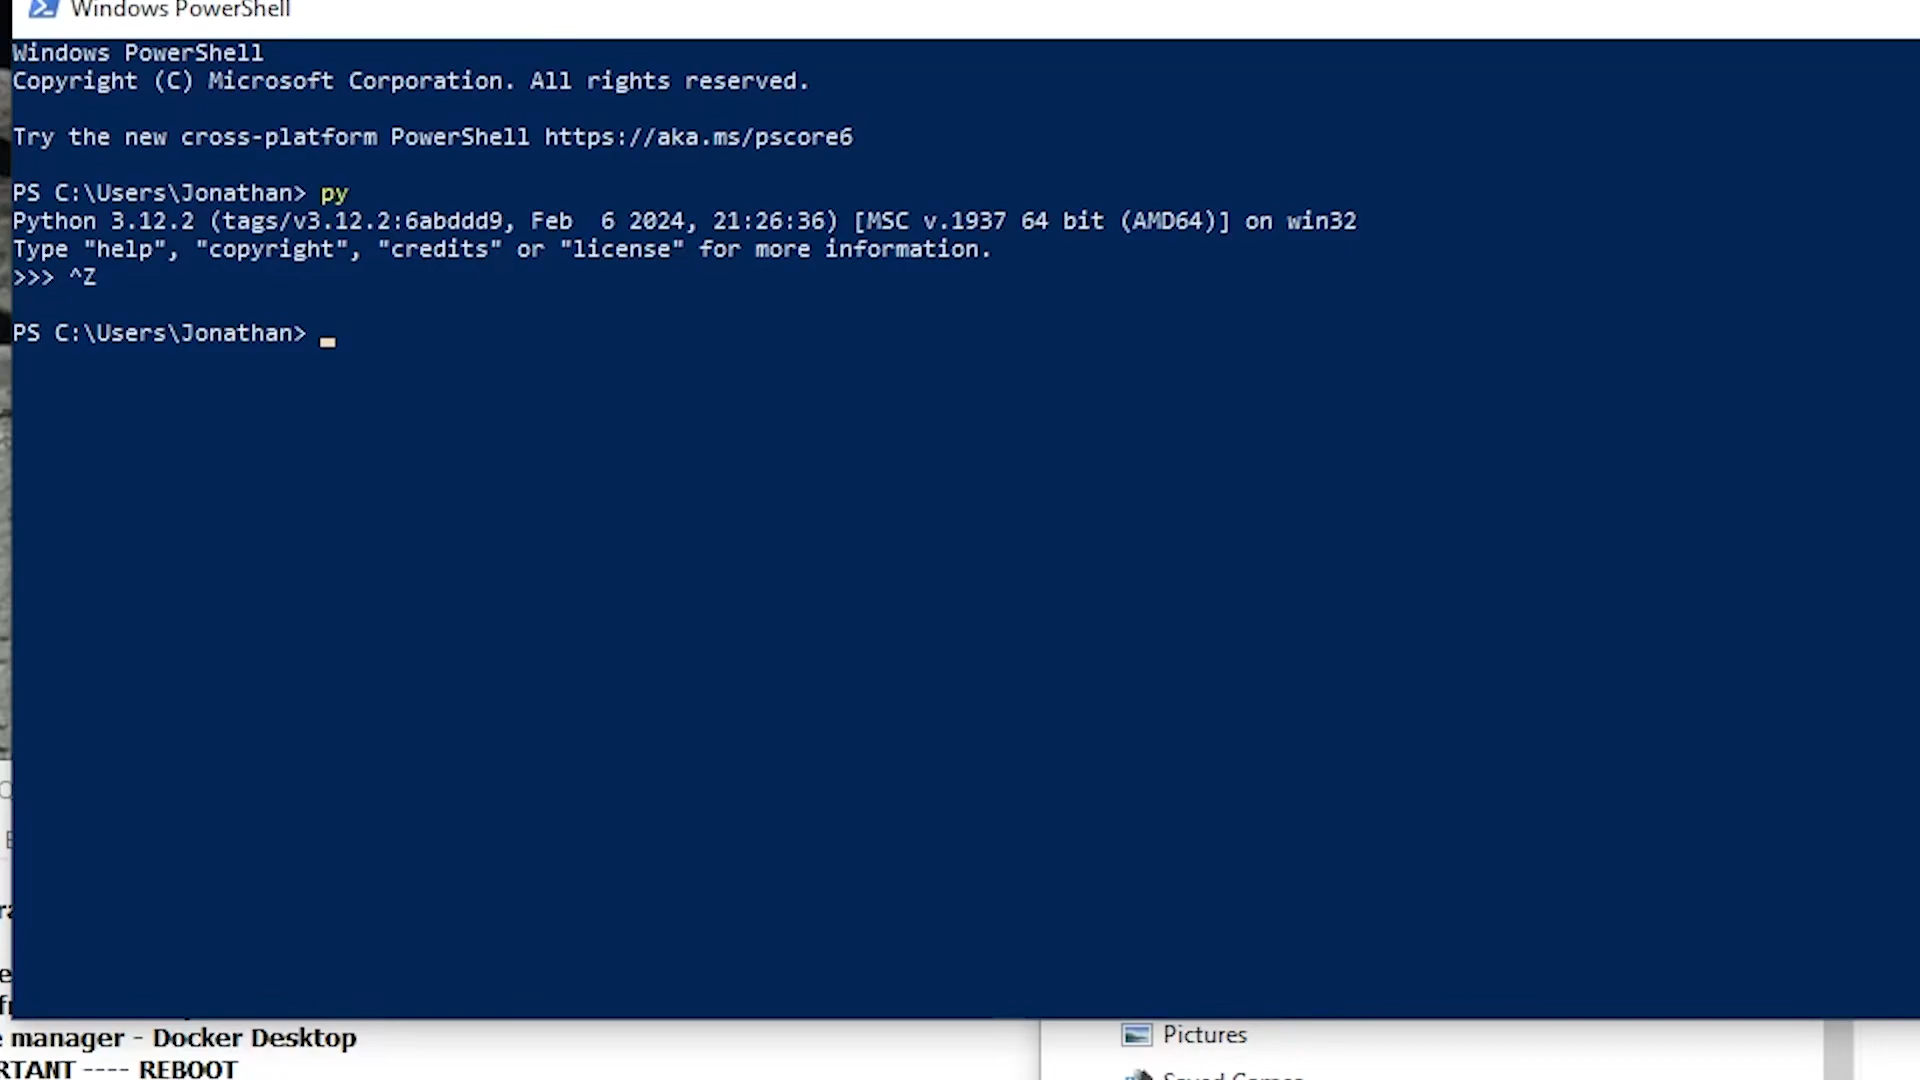 Windows PowerShell
Windows PowerShell
Copyright (C) Microsoft Corporation. All rights reserved.
Try the new cross-platform PowerShell https://aka.ms/pscore6
PS C:\Users\Jonathan> py
Python 3.12.2 (tags/v3.12.2:6abddd9, Feb  6 2024, 21:26:36) [MSC v.1937 64 bit (AMD64)] on win32
Type "help", "copyright", "credits" or "license" for more information.
>>> ^Z
PS C:\Users\Jonathan>
manager - Docker Desktop
RTANT ---- REBOOT
Pictures